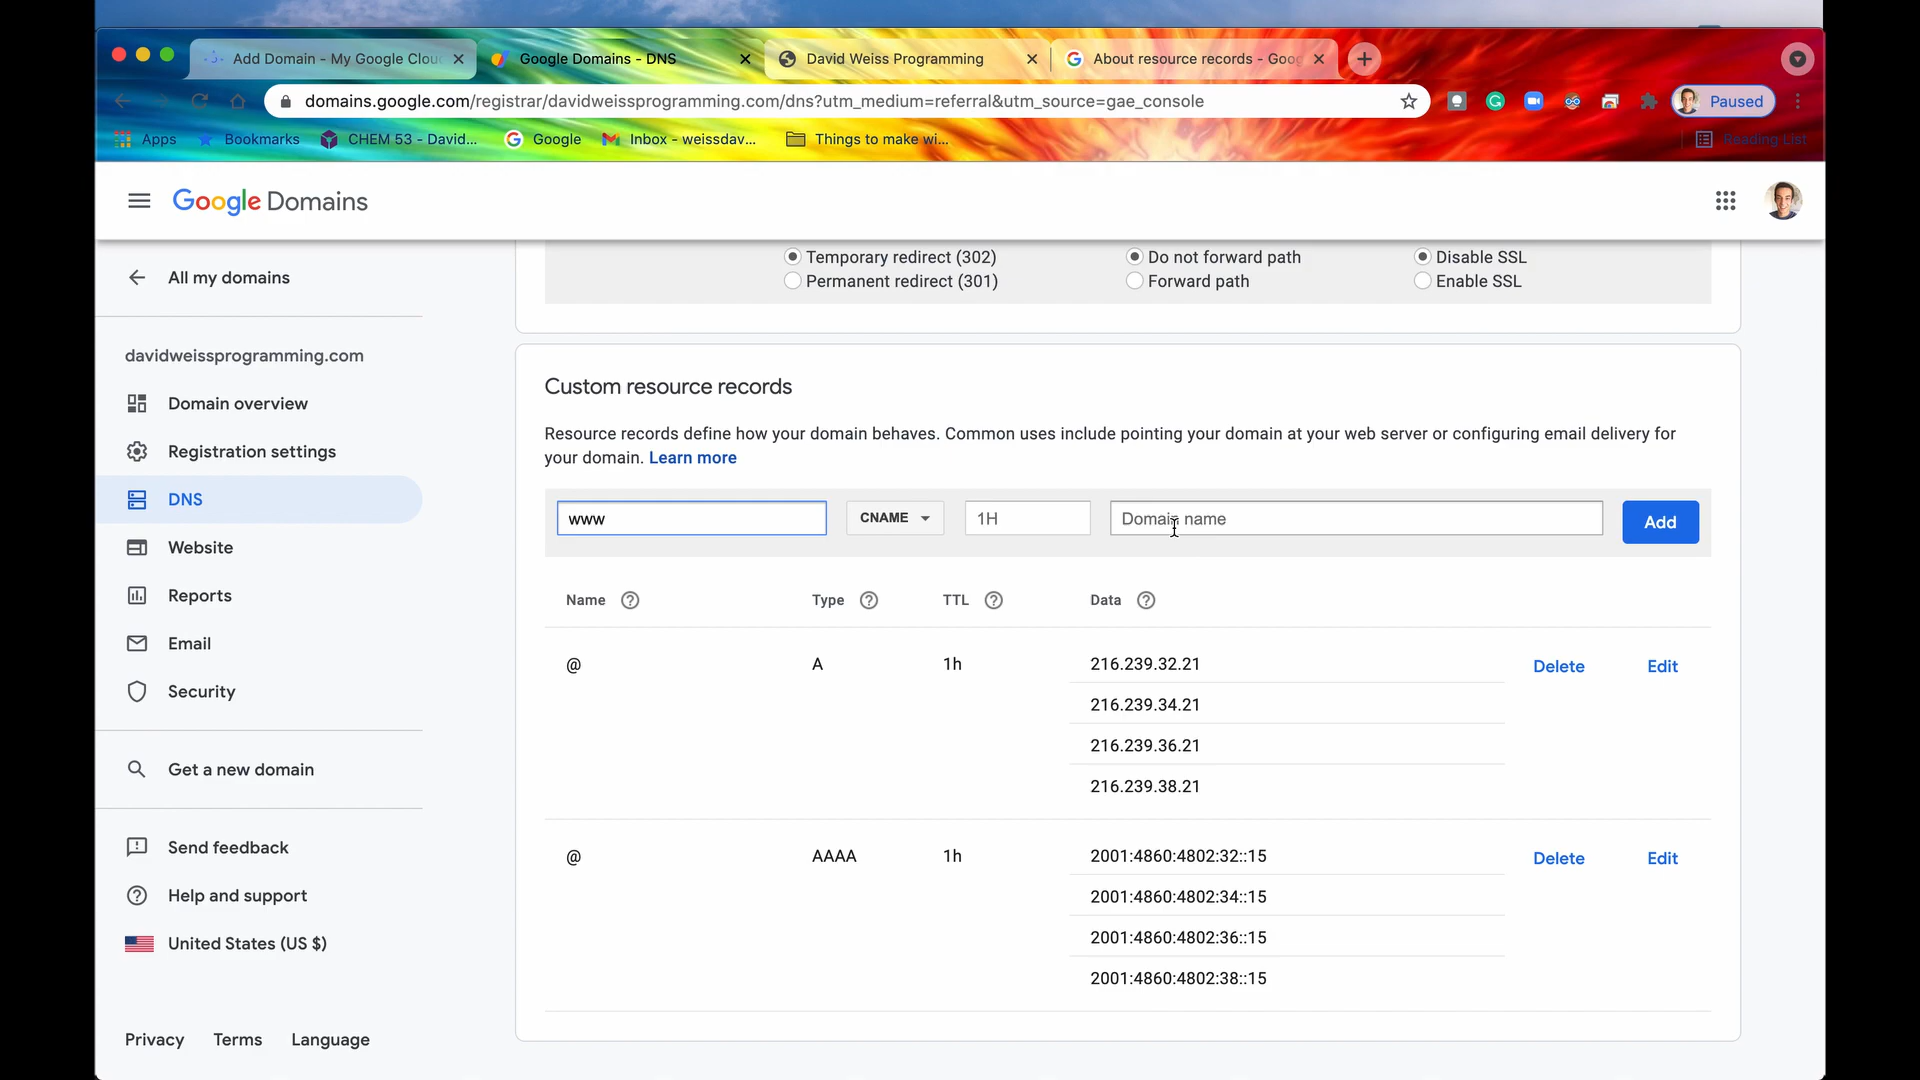 Add Domain - My Google Clou
Google Domains - DNS
David Weiss Programming
About resource records - Goog
domains.google.com/registrar/davidweissprogramming.com/dns?utm_medium=referral&utm_source=gae_console
Paused
Apps
Bookmarks
CHEM 53 - David...
Google
Inbox - weissdav...
Things to make wi...
Reading List
Google Domains
All my domains
davidweissprogramming.com
Domain overview
Registration settings
DNS
Website
Reports
Email
Security
Get a new domain
Send feedback
Help and support
United States (US $)
Privacy Terms Language
Temporary redirect (302) Do not forward path Disable SSL
Permanent redirect (301) Forward path Enable SSL
Custom resource records
Resource records define how your domain behaves. Common uses include pointing your domain at your web server or configuring email delivery for
your domain. Learn more
www CNAME 1H Domain name Add
Name Type TTL Data
@ A 1h 216.239.32.21 Delete Edit
216.239.34.21
216.239.36.21
216.239.38.21
@ AAAA 1h 2001:4860:4802:32::15 Delete Edit
2001:4860:4802:34::15
2001:4860:4802:36::15
2001:4860:4802:38::15